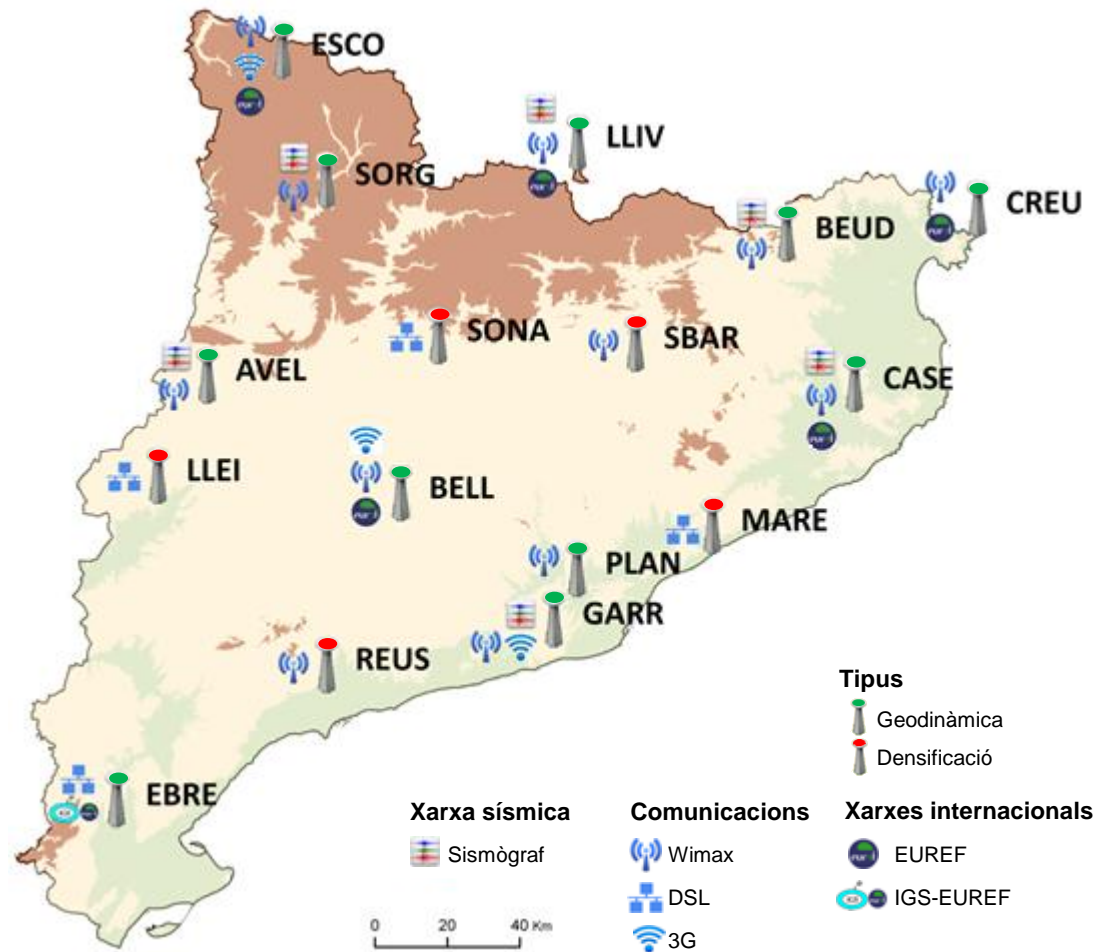 ESCO
LLIV
SORG
CREU
BEUD
SONA
SBAR
AVEL
CASE
LLEI
BELL
MARE
PLAN
GARR
REUS
EBRE
Tipus
Geodinàmica
Densificació
Xarxa sísmica
Sismògraf
Comunicacions
Wimax
DSL
3G
Xarxes internacionals
EUREF
IGS-EUREF
0 20 40 Km